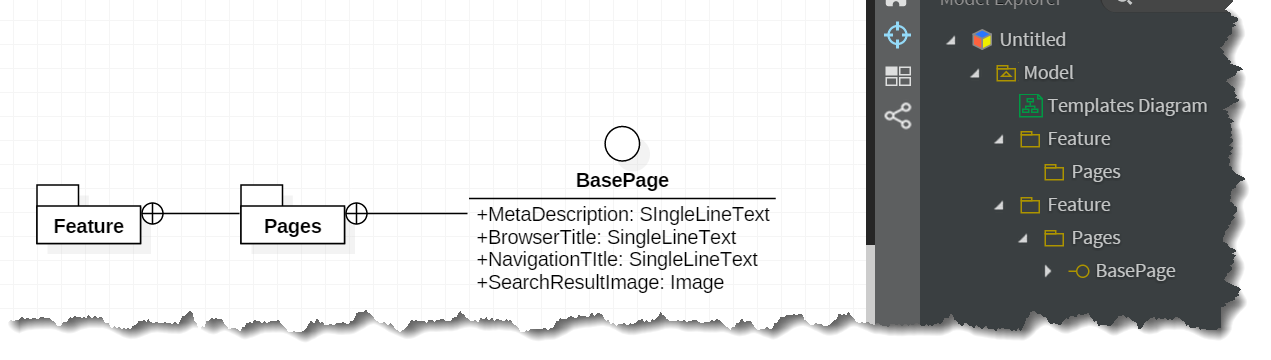 Model Explorer
Untitled
Model
Templates Diagram
Feature
Pages
Feature
Pages
BasePage
BasePage
+MetaDescription: SIngleLineText
+BrowserTitle: SingleLineText
+NavigationTItle: SingleLineText
+SearchResultImage: Image
Feature
Pages